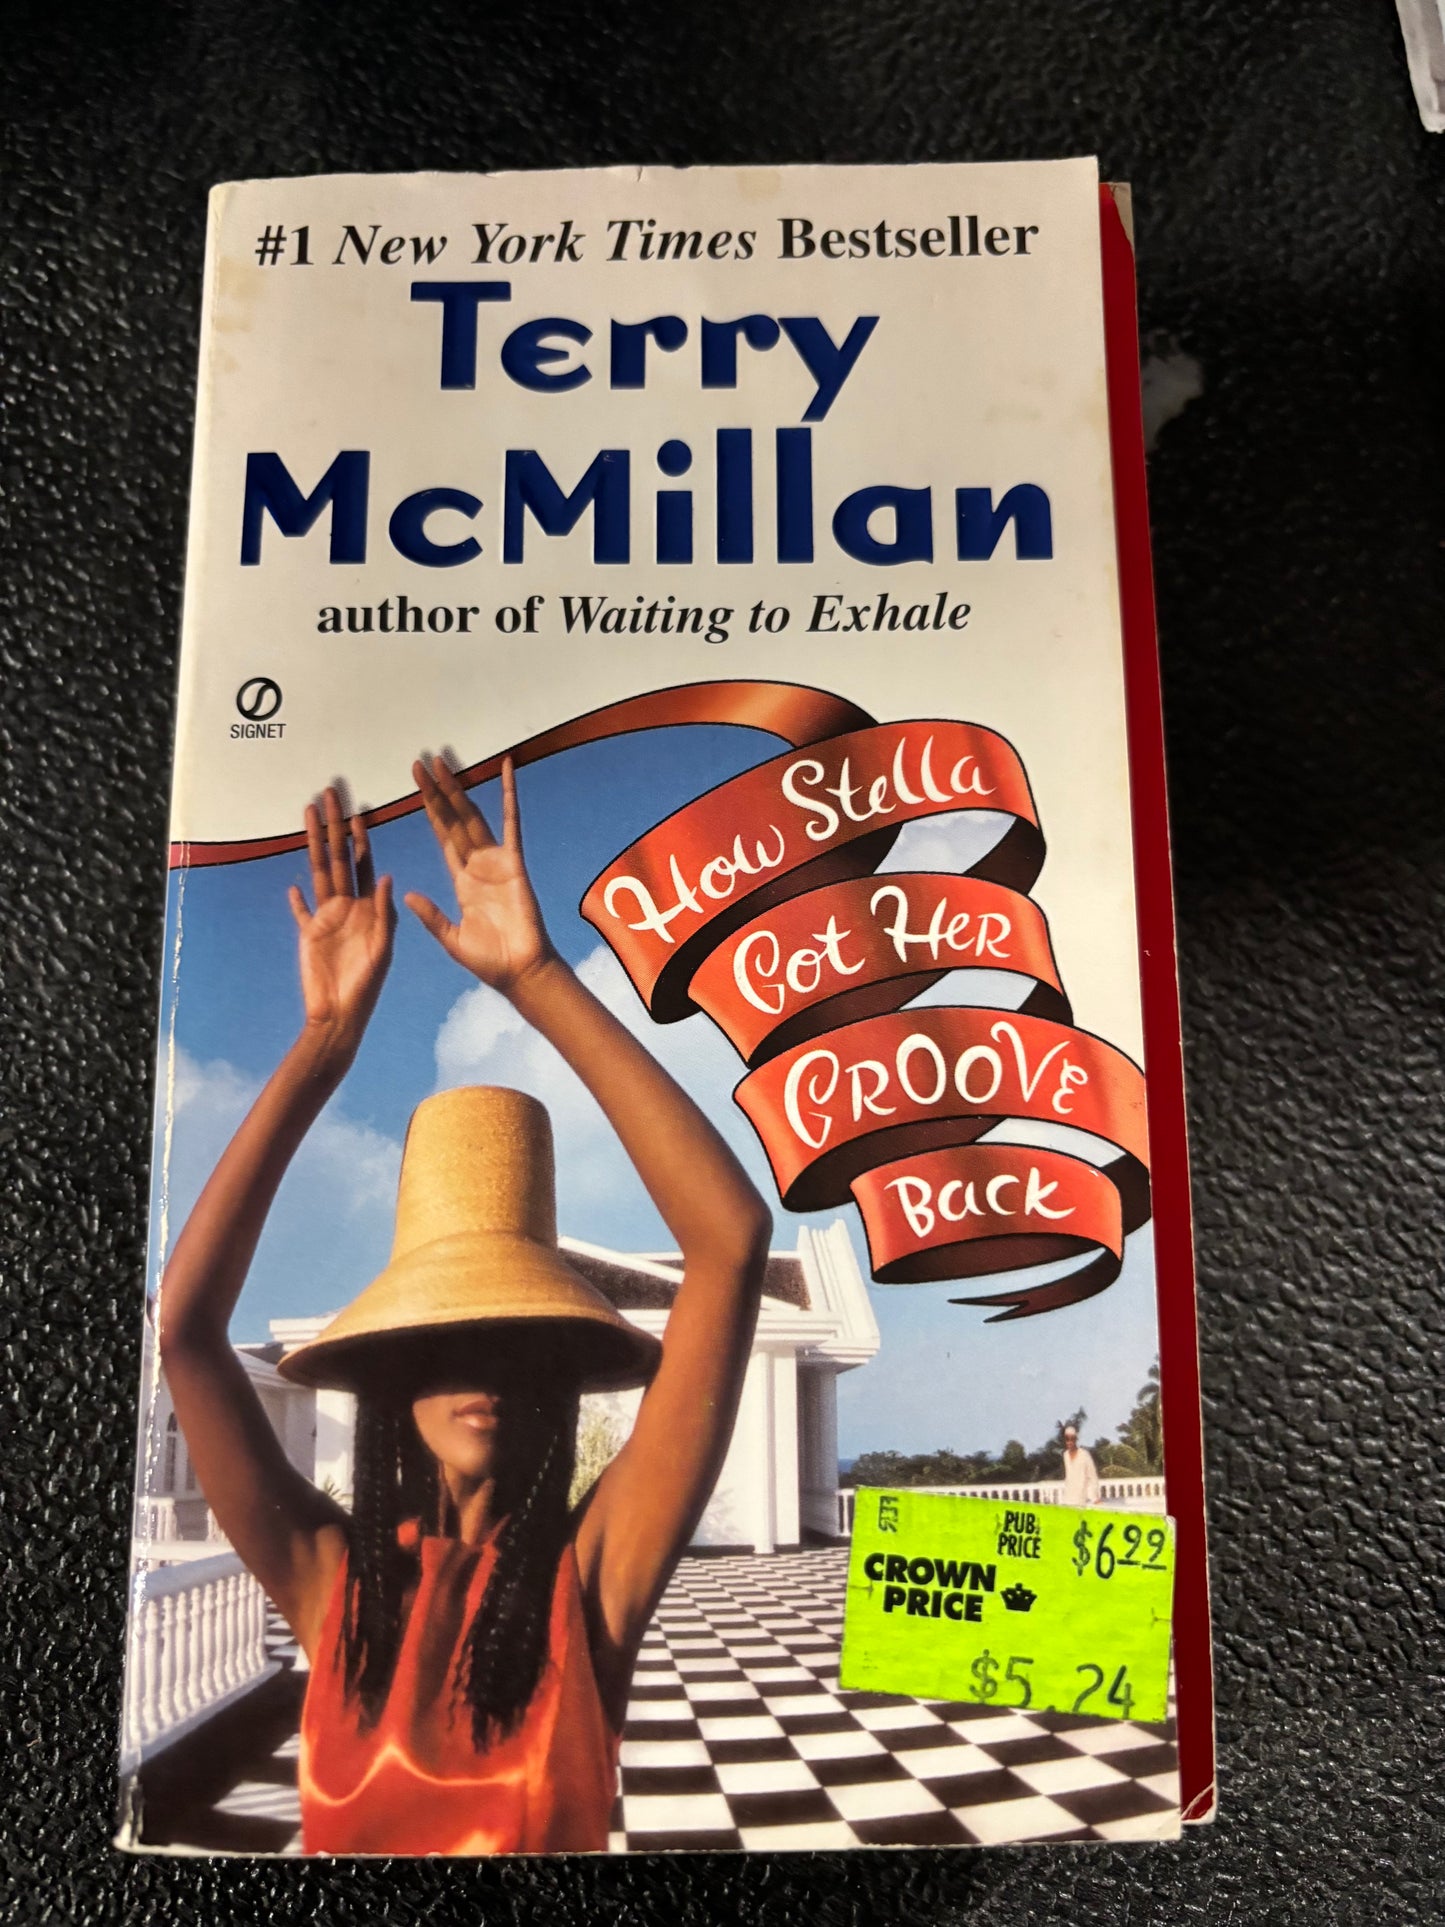 #1 New York Times Bestseller
Terry
McMillan
author of Waiting to Exhale
SIGNET
How Stella
Got Her
Groove
Back
PUB. PRICE $6.99
CROWN
PRICE
$5.24